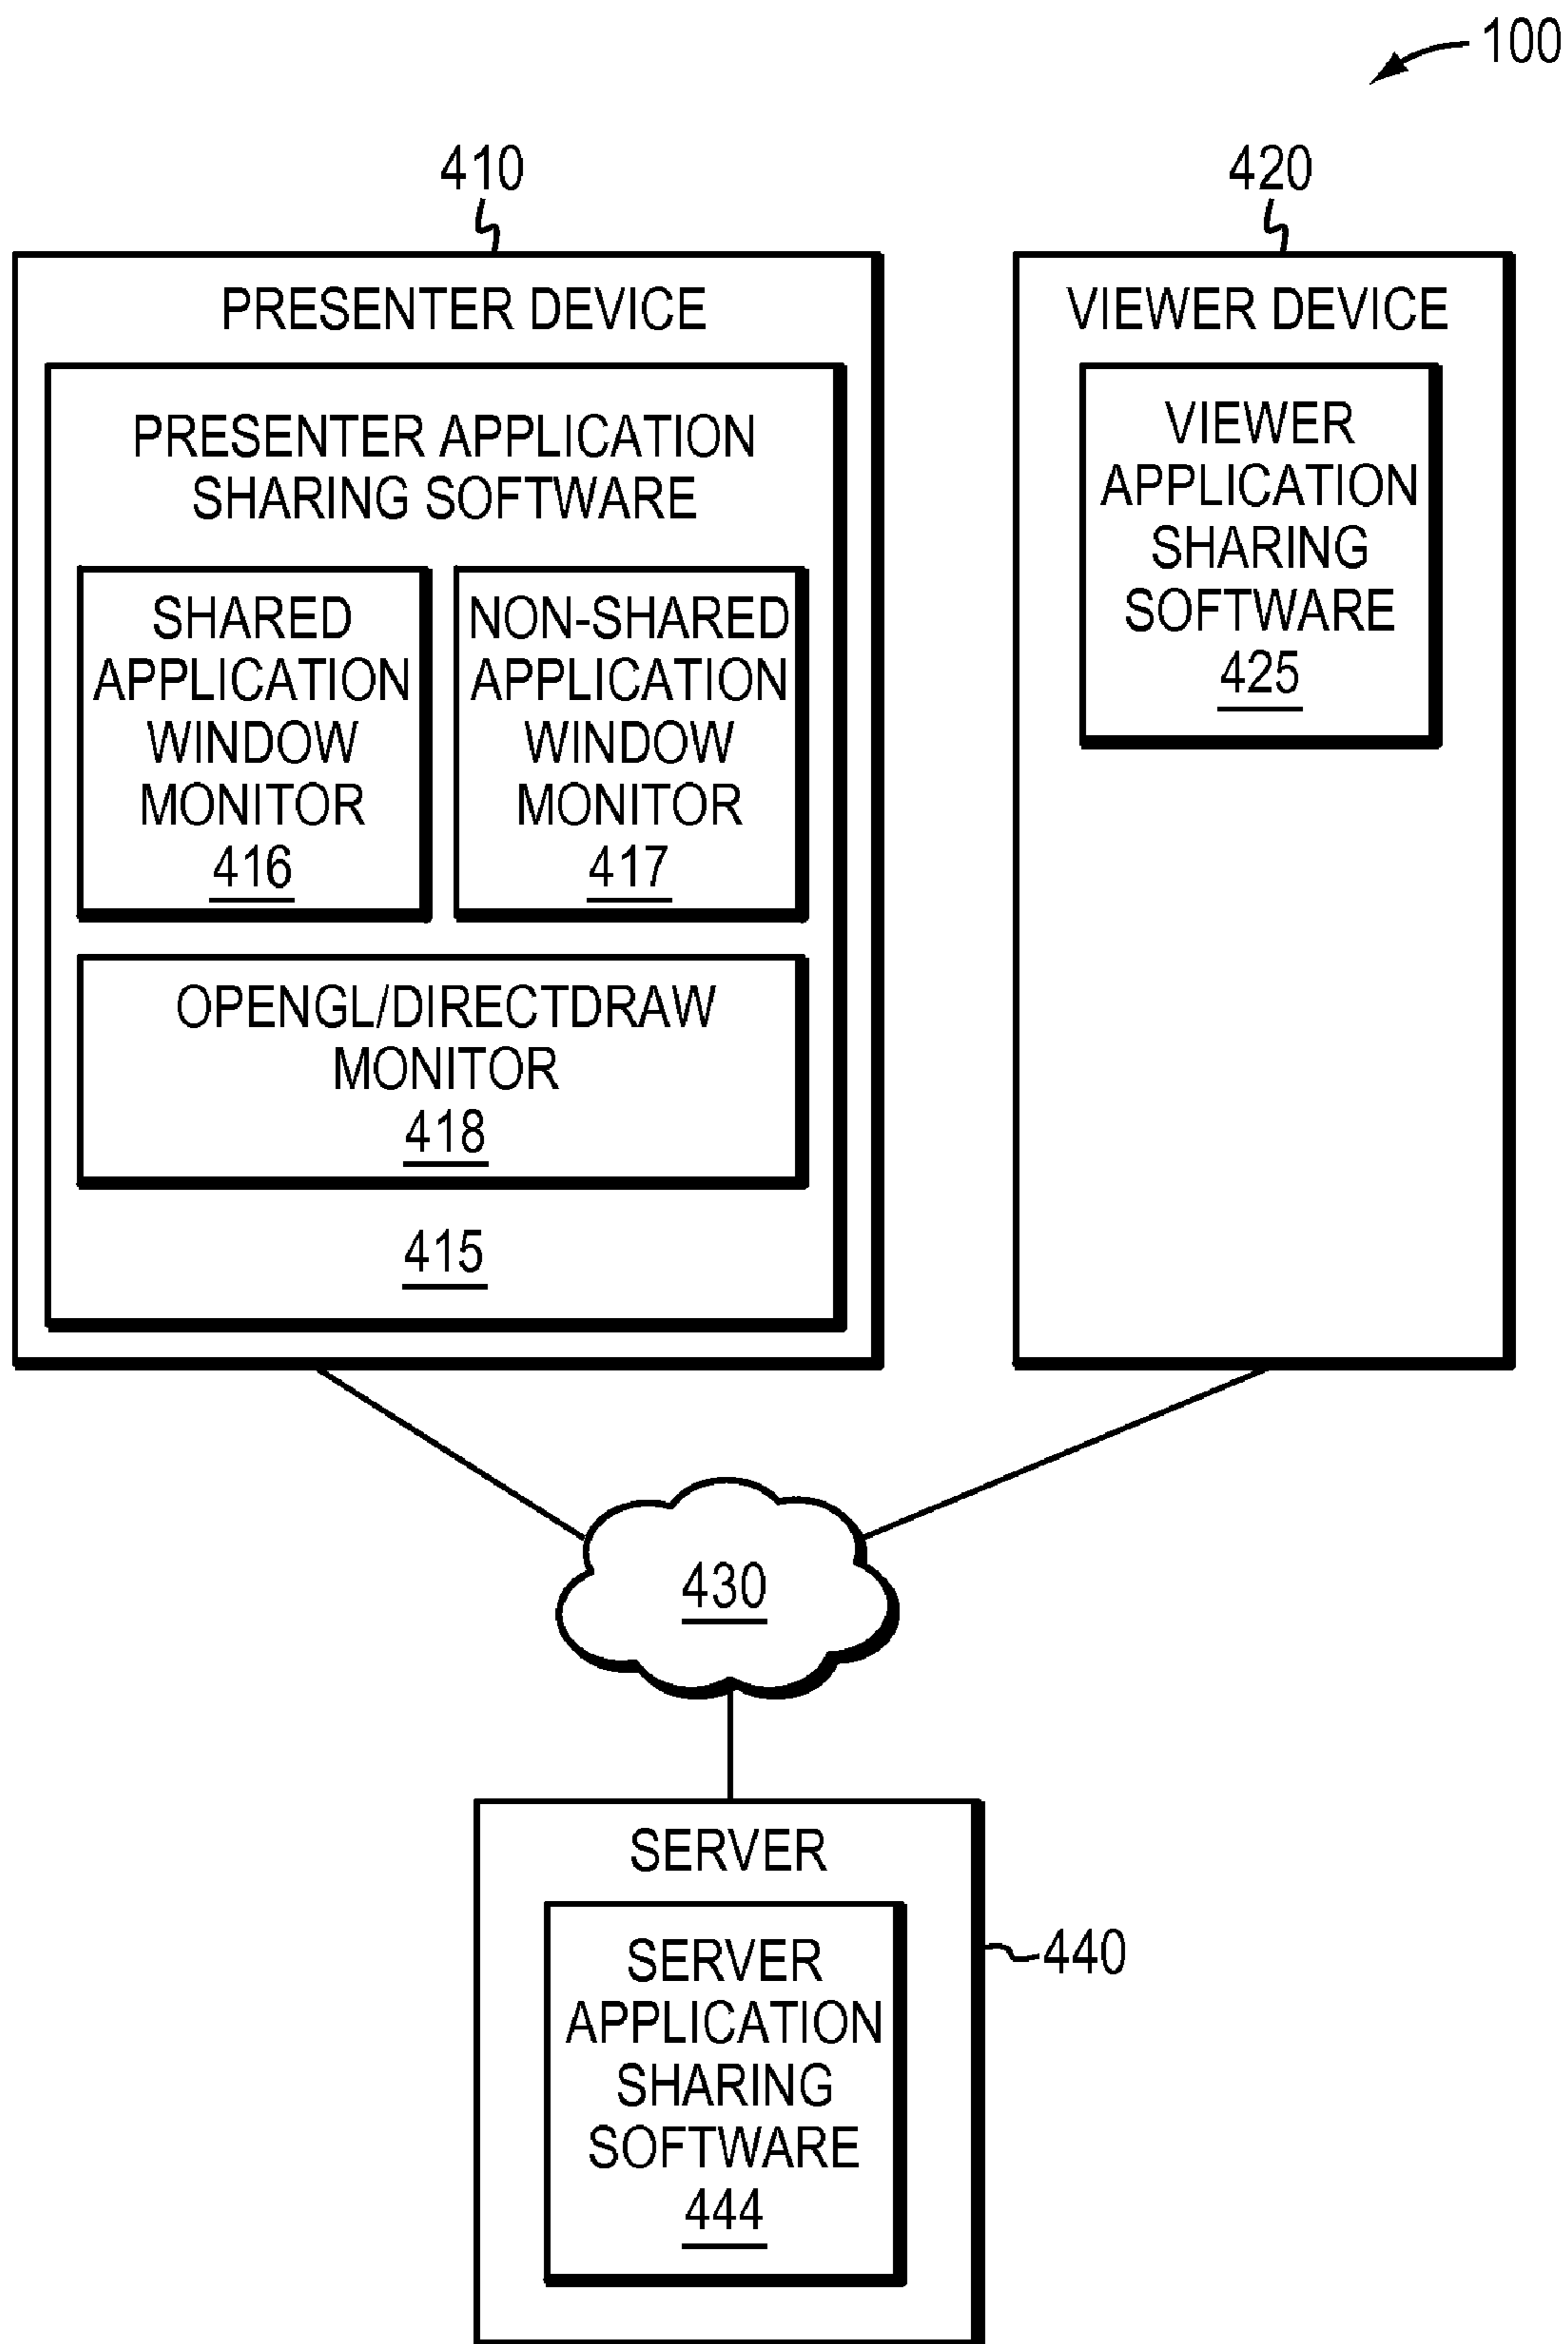 100
410
420
PRESENTER DEVICE
PRESENTER APPLICATION
SHARING SOFTWARE
SHARED
APPLICATION
WINDOW
MONITOR
416
NON-SHARED
APPLICATION
WINDOW
MONITOR
417
OPENGL/DIRECTDRAW
MONITOR
418
415
VIEWER DEVICE
VIEWER
APPLICATION
SHARING
SOFTWARE
425
430
SERVER
SERVER
APPLICATION
SHARING
SOFTWARE
444
440